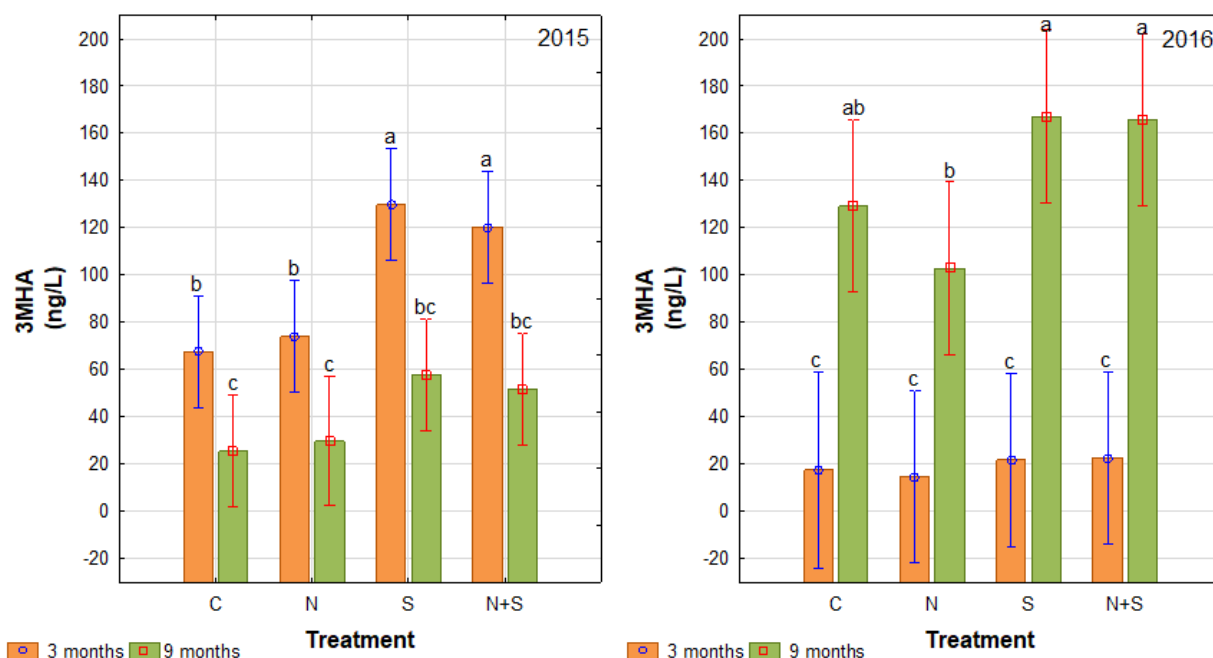 2015
200
180
160
140
120
100
80
60
40
20
0
-20
3MHA
(ng/L)
b
c
b
c
a
bc
a
bc
C N S N+S
Treatment
3 months 9 months
2016
200
180
160
140
120
100
80
60
40
20
0
-20
3MHA
(ng/L)
c
ab
c
b
c
a
c
a
C N S N+S
Treatment
3 months 9 months